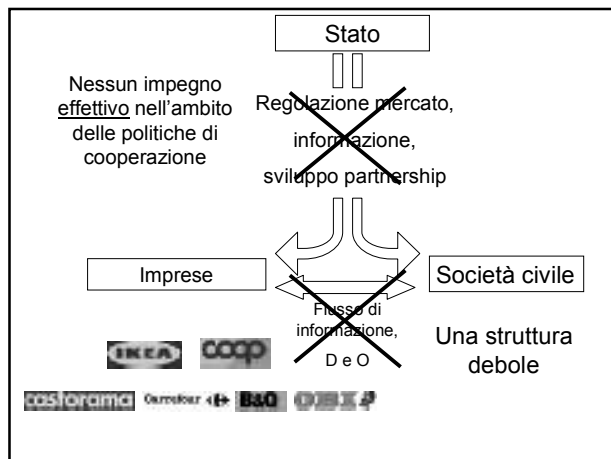 Stato
Nessun impegno
effettivo nell'ambito
delle politiche di
cooperazione
Regolazione mercato,
informazione,
sviluppo partnership
Imprese
Società civile
Flusso di
informazione,
D e O
Una struttura
debole
IKEA
coop
castorama
Carrefour
B&Q
OBI